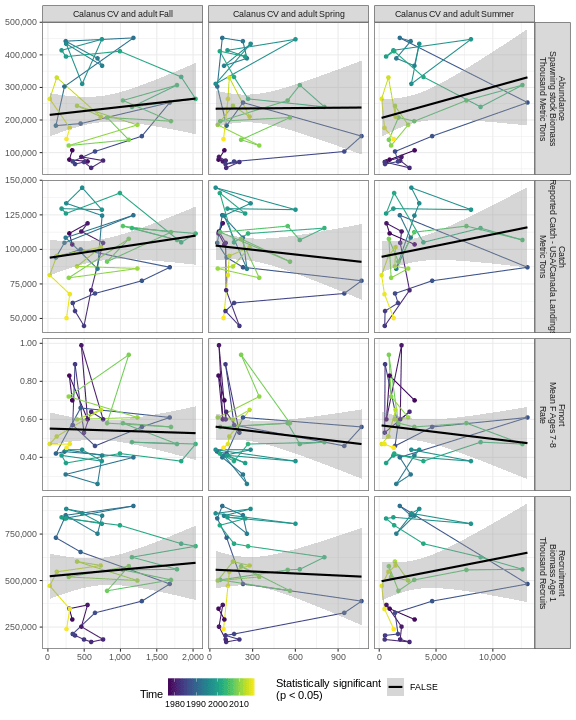 Calanus CV and adult Fall
Calanus CV and adult Spring
Calanus CV and adult Summer
500,000
400,000
300,000
200,000
100,000
Abundance
Spawning stock Biomass
Thousand Metric Tons
150,000
125,000
100,000
75,000
50,000
Catch
Reported Catch - USA/Canada Landings
Metric Tons
1.00
0.80
0.60
0.40
Fmort
Mean F Ages 7-8
Rate
750,000
500,000
250,000
Recruitment
Biomass Age 1
Thousand Recruits
0 500 1,000 1,500 2,000
0 300 600 900
0 5,000 10,000
Time
1980 1990 2000 2010
Statistically significant
(p < 0.05)
FALSE